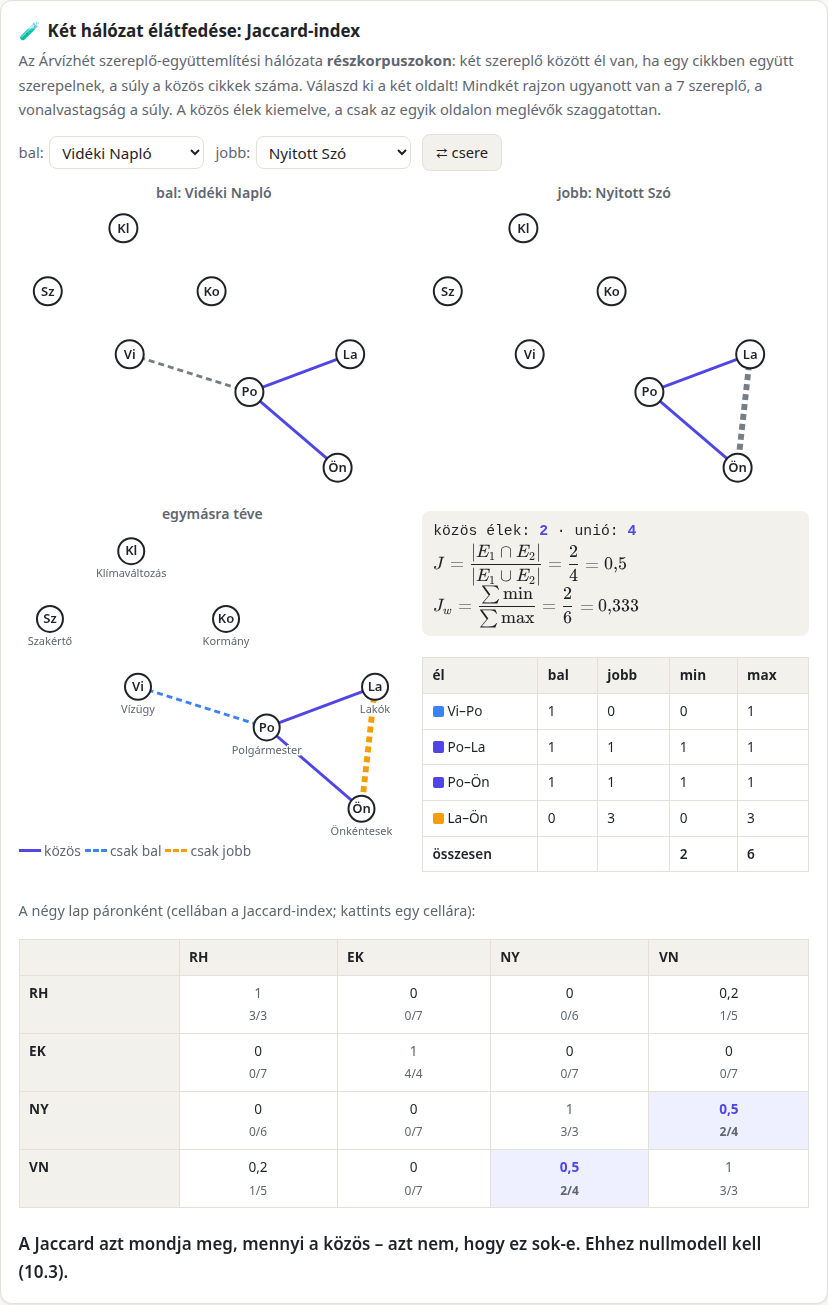 🧪 Két hálózat élátfedése: Jaccard-index
Az Árvízhét szereplő-együttemlítési hálózata részkorpuszokon: két szereplő között él van, ha egy cikkben együtt
szerepelnek, a súly a közös cikkek száma. Válaszd ki a két oldalt! Mindkét rajzon ugyanott van a 7 szereplő, a
vonalvastagság a súly. A közös élek kiemelve, a csak az egyik oldalon meglévők szaggatottan.
bal: Vidéki Napló jobb: Nyitott Szó ⇄ csere
bal: Vidéki Napló
Kl
Sz
Ko
Vi
La
Po
Ön
jobb: Nyitott Szó
Kl
Sz
Ko
Vi
La
Po
Ön
egymásra téve
Kl
Klímaváltozás
Sz
Szakértő
Ko
Kormány
Vi
Vízügy
La
Lakók
Po
Polgármester
Ön
Önkéntesek
közös csak bal csak jobb
közös élek: 2 · unió: 4
J = |E₁ ∩ E₂| / |E₁ ∪ E₂| = 2/4 = 0,5
J_w = ∑ min / ∑ max = 2/6 = 0,333
él bal jobb min max
Vi–Po 1 0 0 1
Po–La 1 1 1 1
Po–Ön 1 1 1 1
La–Ön 0 3 0 3
összesen 2 6
A négy lap páronként (cellában a Jaccard-index; kattints egy cellára):
RH EK NY VN
RH 1 0 0 0,2
3/3 0/7 0/6 1/5
EK 0 1 0 0
0/7 4/4 0/7 0/7
NY 0 0 1 0,5
0/6 0/7 3/3 2/4
VN 0,2 0 0,5 1
1/5 0/7 2/4 3/3
A Jaccard azt mondja meg, mennyi a közös – azt nem, hogy ez sok-e. Ehhez nullmodell kell
(10.3).